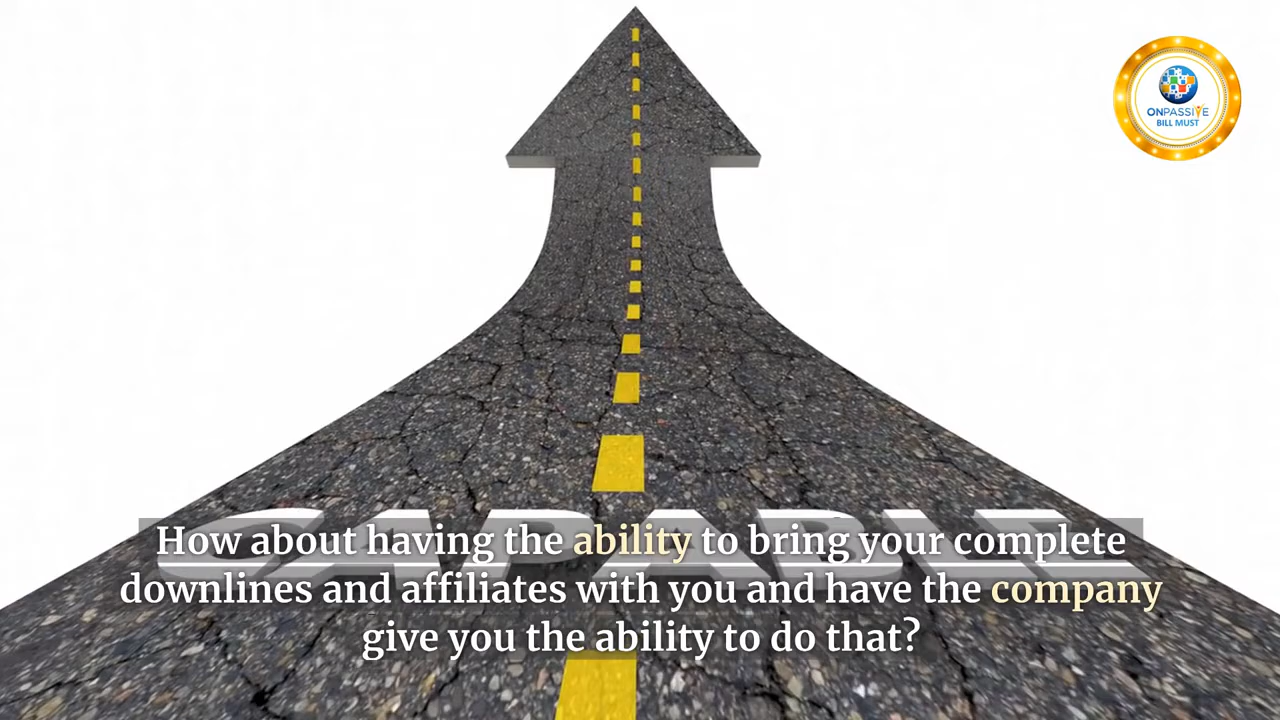 ONPASSIVE
BILL MUST
CAPABLE
How about having the ability to bring your complete
downlines and affiliates with you and have the company
give you the ability to do that?